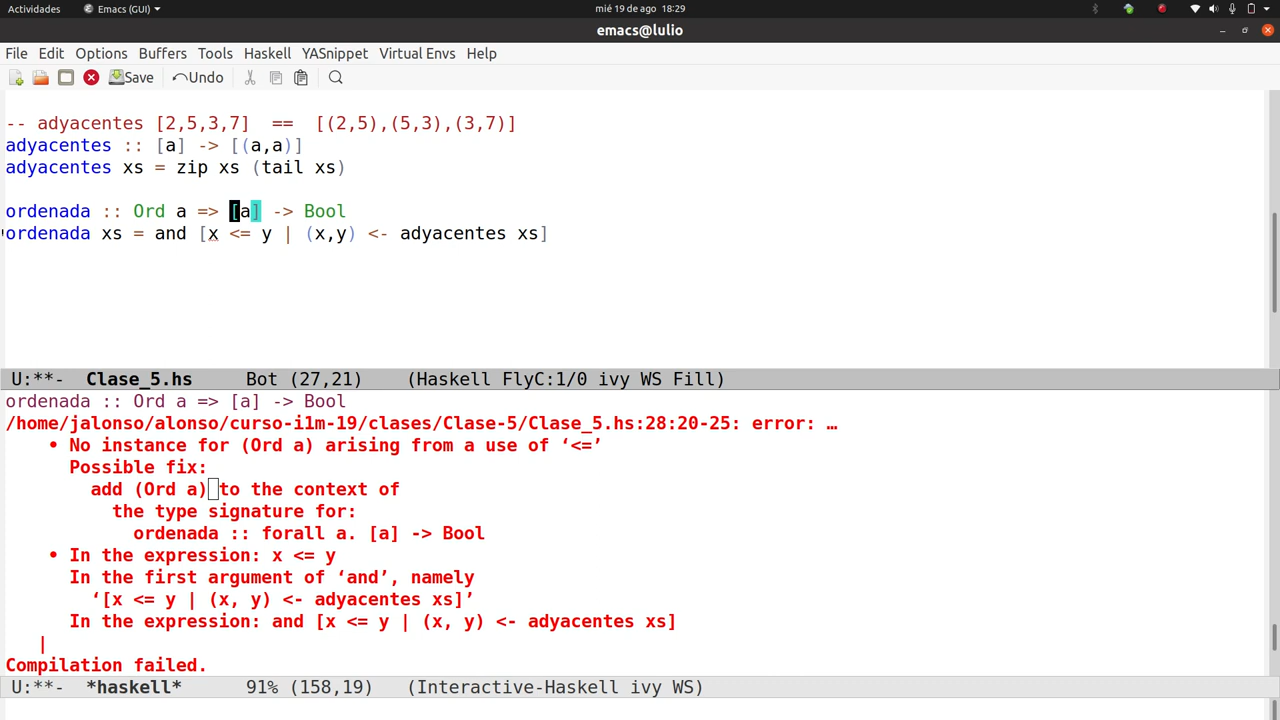 Actividades Emacs (GUI) mié 19 de ago 18:29
emacs@lulio
File Edit Options Buffers Tools Haskell YASnippet Virtual Envs Help
Save Undo
-- adyacentes [2,5,3,7]  ==  [(2,5),(5,3),(3,7)]
adyacentes :: [a] -> [(a,a)]
adyacentes xs = zip xs (tail xs)
ordenada :: Ord a => [a] -> Bool
ordenada xs = and [x <= y | (x,y) <- adyacentes xs]
U:**- Clase_5.hs Bot (27,21) (Haskell FlyC:1/0 ivy WS Fill)
ordenada :: Ord a => [a] -> Bool
/home/jalonso/alonso/curso-i1m-19/clases/Clase-5/Clase_5.hs:28:20-25: error: …
• No instance for (Ord a) arising from a use of ‘<=’
Possible fix:
add (Ord a) to the context of
the type signature for:
ordenada :: forall a. [a] -> Bool
• In the expression: x <= y
In the first argument of ‘and’, namely
‘[x <= y | (x, y) <- adyacentes xs]’
In the expression: and [x <= y | (x, y) <- adyacentes xs]
|
Compilation failed.
U:**- *haskell* 91% (158,19) (Interactive-Haskell ivy WS)